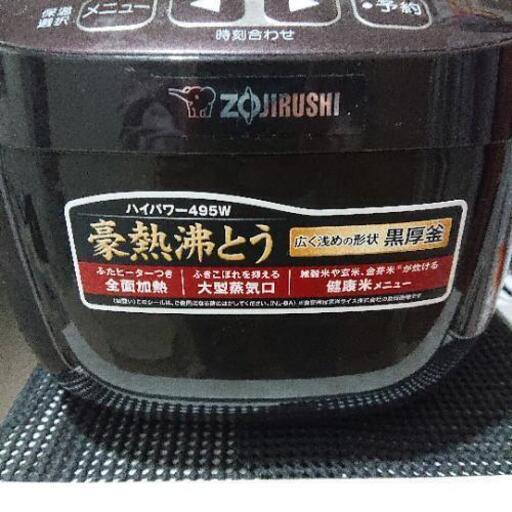 保温
選択
メニュー
予約
時刻合わせ
ZOJIRUSHI
ハイパワー495W
豪熱沸とう
広く浅めの形状 黒厚釜
ふたヒーターつき
全面加熱
ふきこぼれを抑える
大型蒸気口
雑穀米や玄米、金芽米※が炊ける
健康米メニュー